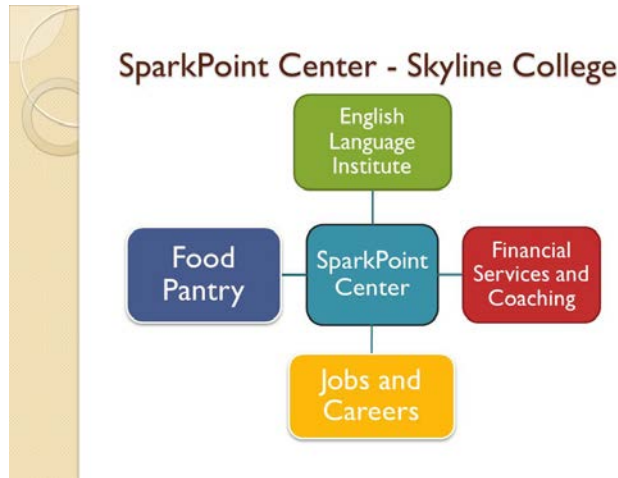 SparkPoint Center - Skyline College
English
Language
Institute
Food
Pantry
SparkPoint
Center
Financial
Services and
Coaching
Jobs and
Careers